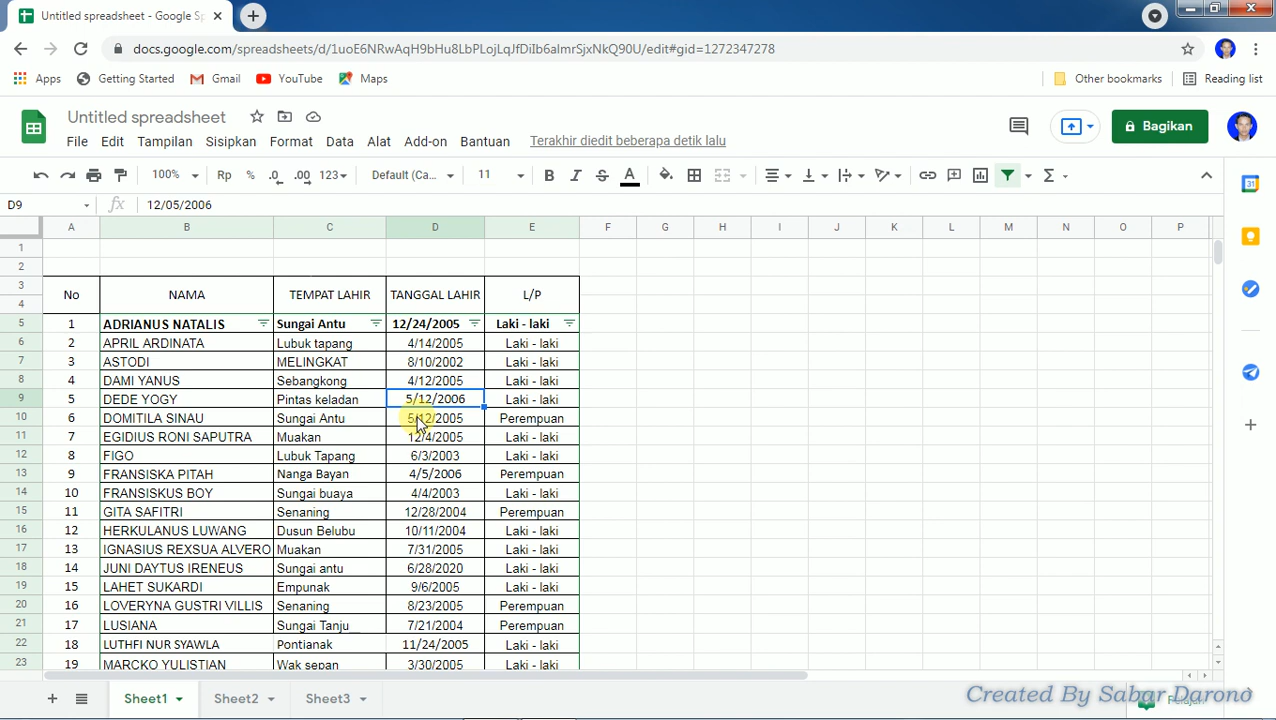 Untitled spreadsheet - Google Sp
docs.google.com/spreadsheets/d/1uoE6NRwAqH9bHu8LbPLojLqJfDiIb6aImrSjxNkQ90U/edit#gid=1272347278
Apps Getting Started Gmail YouTube Maps Other bookmarks Reading list
Untitled spreadsheet
File Edit Tampilan Sisipkan Format Data Alat Add-on Bantuan Terakhir diedit beberapa detik lalu
Bagikan
100% Rp % .0 .00 123 Default (Ca... 11 B I S A Σ
D9 fx 12/05/2006
A B C D E F G H I J K L M N O P
1
2
3 No NAMA TEMPAT LAHIR TANGGAL LAHIR L/P
4
5 1 ADRIANUS NATALIS Sungai Antu 12/24/2005 Laki - laki
6 2 APRIL ARDINATA Lubuk tapang 4/14/2005 Laki - laki
7 3 ASTODI MELINGKAT 8/10/2002 Laki - laki
8 4 DAMI YANUS Sebangkong 4/12/2005 Laki - laki
9 5 DEDE YOGY Pintas keladan 5/12/2006 Laki - laki
10 6 DOMITILA SINAU Sungai Antu 5/12/2005 Perempuan
11 7 EGIDIUS RONI SAPUTRA Muakan 12/4/2005 Laki - laki
12 8 FIGO Lubuk Tapang 6/3/2003 Laki - laki
13 9 FRANSISKA PITAH Nanga Bayan 4/5/2006 Perempuan
14 10 FRANSISKUS BOY Sungai buaya 4/4/2003 Laki - laki
15 11 GITA SAFITRI Senaning 12/28/2004 Perempuan
16 12 HERKULANUS LUWANG Dusun Belubu 10/11/2004 Laki - laki
17 13 IGNASIUS REXSUA ALVERO Muakan 7/31/2005 Laki - laki
18 14 JUNI DAYTUS IRENEUS Sungai antu 6/28/2020 Laki - laki
19 15 LAHET SUKARDI Empunak 9/6/2005 Laki - laki
20 16 LOVERYNA GUSTRI VILLIS Senaning 8/23/2005 Perempuan
21 17 LUSIANA Sungai Tanju 7/21/2004 Perempuan
22 18 LUTHFI NUR SYAWLA Pontianak 11/24/2005 Laki - laki
23 19 MARCKO YULISTIAN Wak sepan 3/30/2005 Laki - laki
Sheet1 Sheet2 Sheet3
Created By Sabar Darono